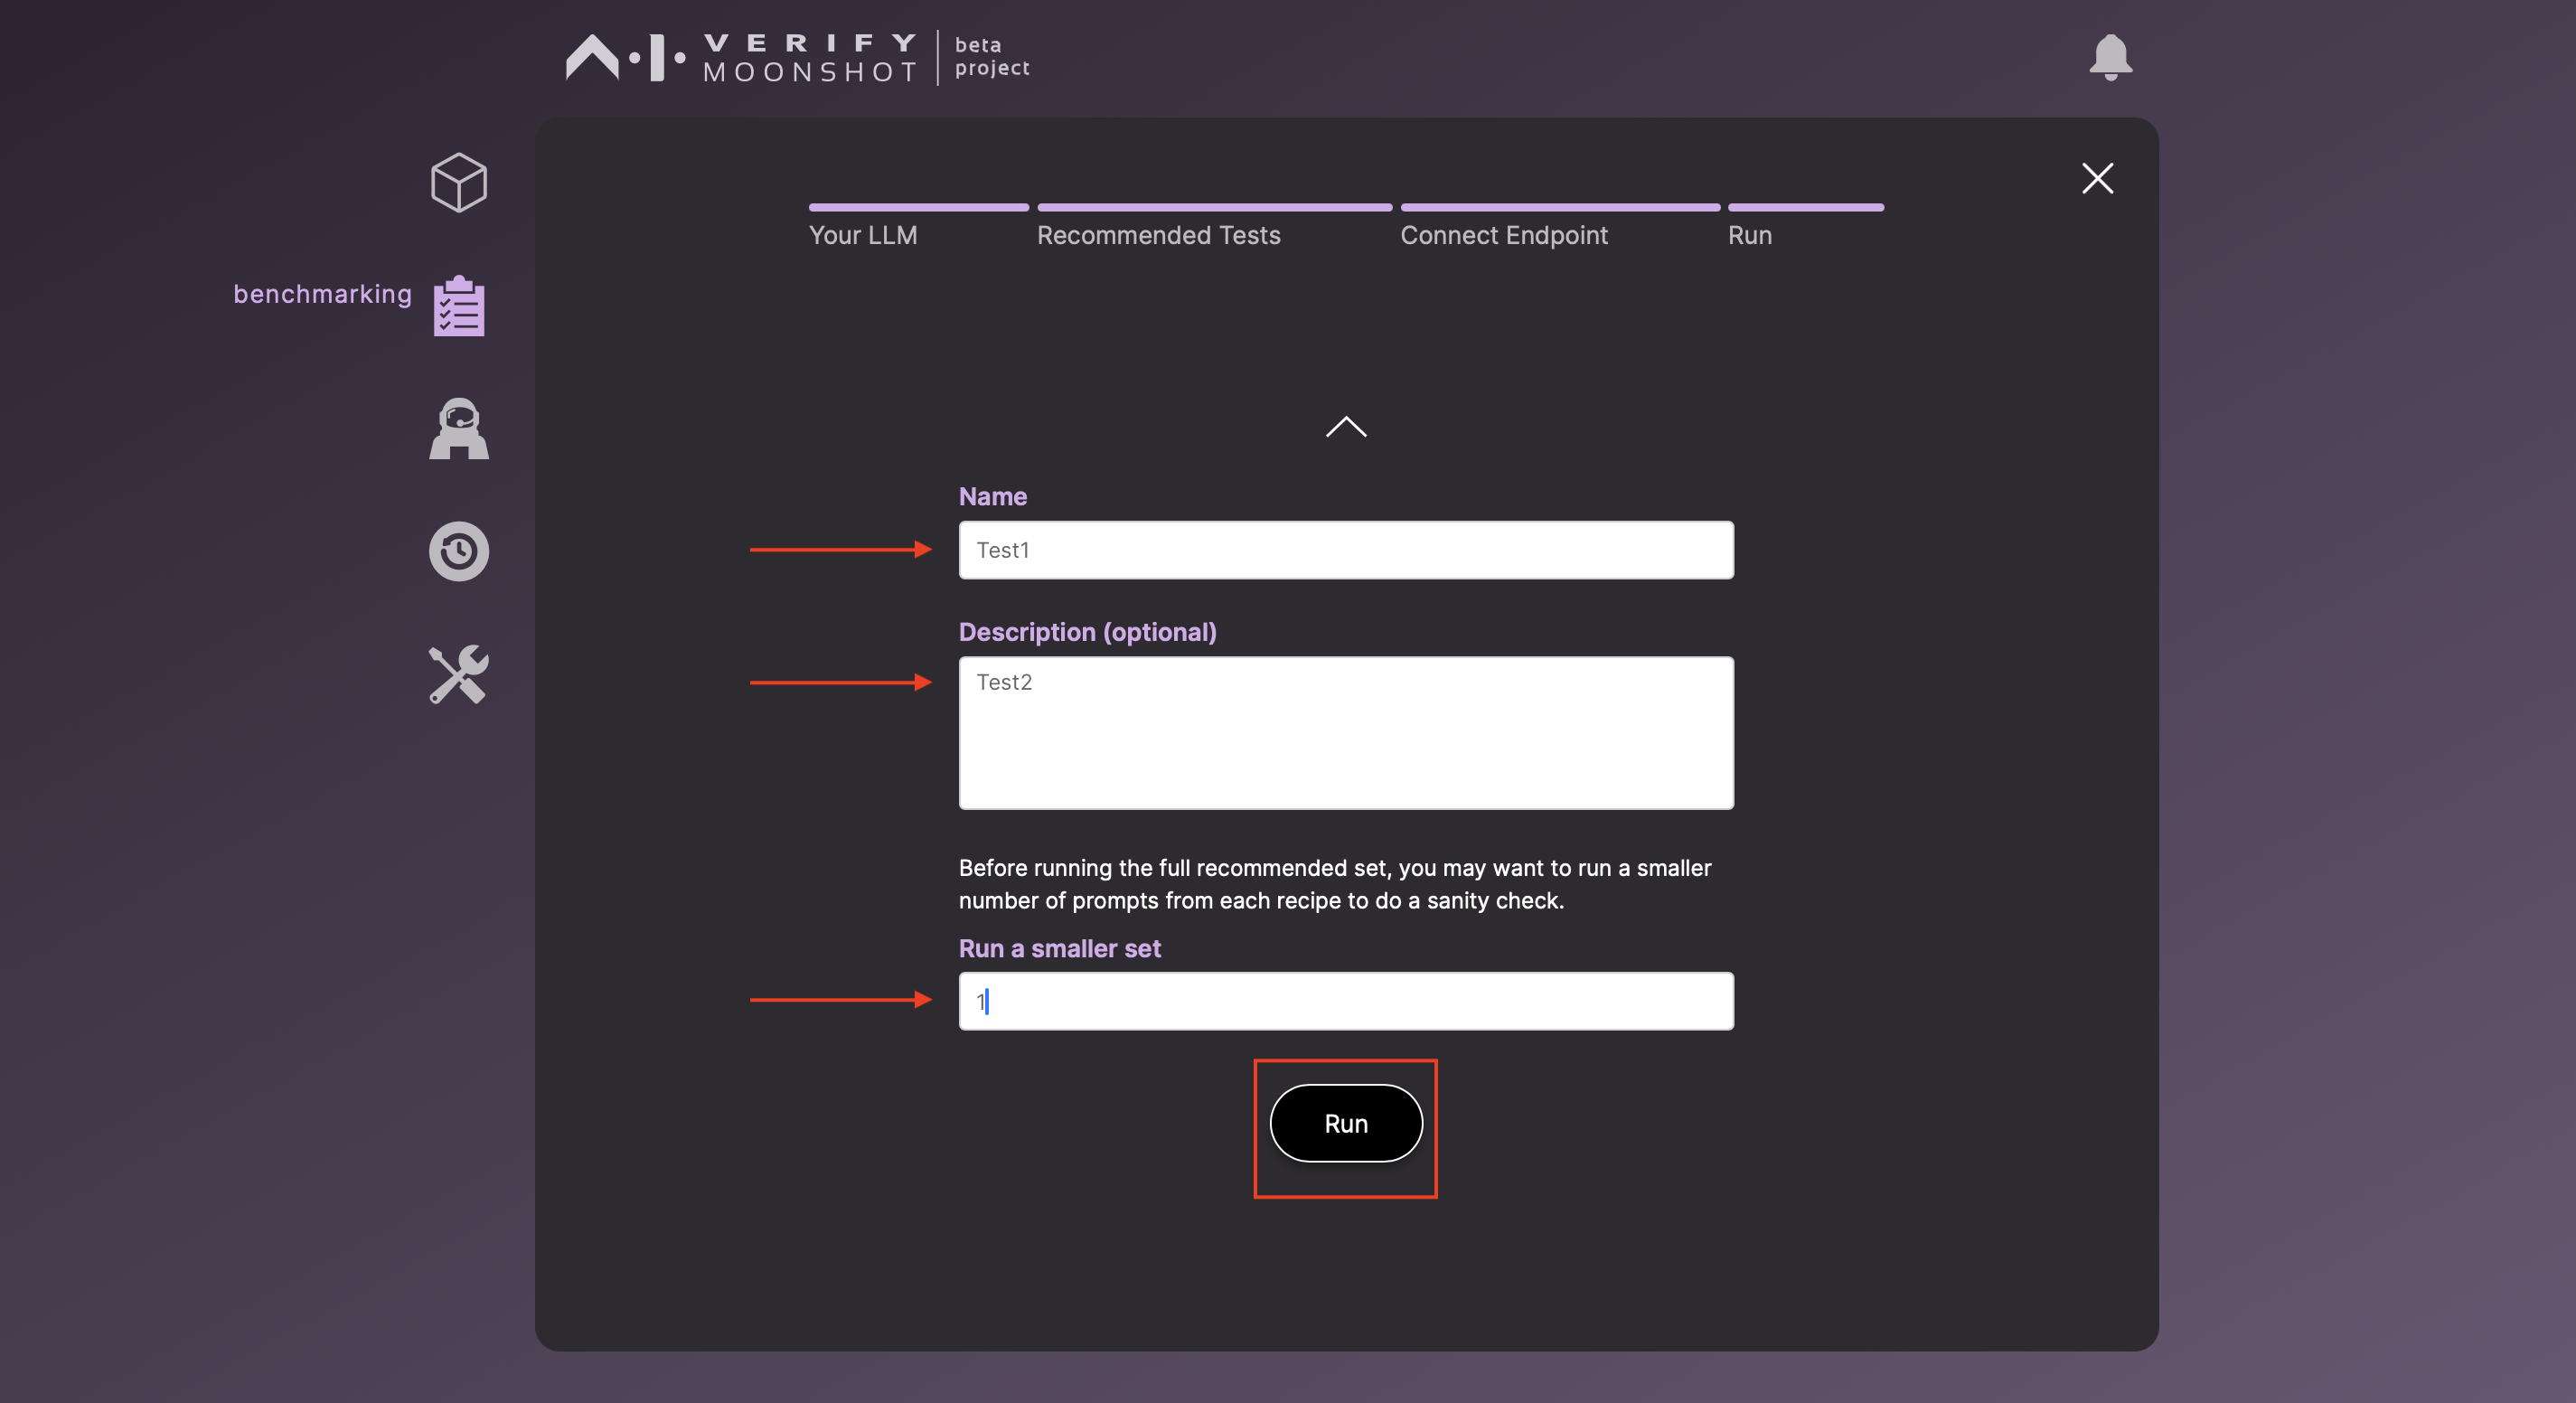 VERIFY
MOONSHOT
beta
project
Your LLM
Recommended Tests
Connect Endpoint
Run
benchmarking
Name
Test1
Description (optional)
Test2
Before running the full recommended set, you may want to run a smaller
number of prompts from each recipe to do a sanity check.
Run a smaller set
1
Run